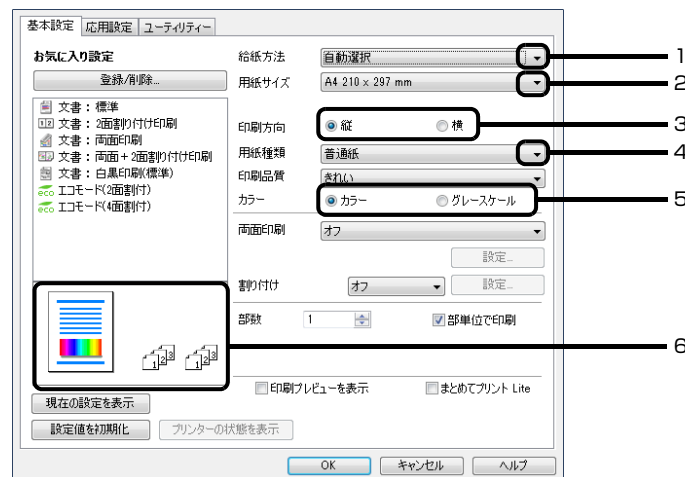 基本設定 応用設定 ユーティリティー
お気に入り設定
登録/削除...
文書：標準
文書：2面割り付け印刷
文書：両面印刷
文書：両面＋2面割り付け印刷
文書：白黒印刷(標準)
eco エコモード(2面割付)
eco エコモード(4面割付)
1 2 3 1 2 3
現在の設定を表示
設定値を初期化 プリンターの状態を表示
給紙方法 自動選択 1
用紙サイズ A4 210 x 297 mm 2
印刷方向 縦 横 3
用紙種類 普通紙 4
印刷品質 きれい
カラー カラー グレースケール 5
両面印刷 オフ
設定...
割り付け オフ 設定...
部数 1 部単位で印刷
6
印刷プレビューを表示 まとめてプリント Lite
OK キャンセル ヘルプ